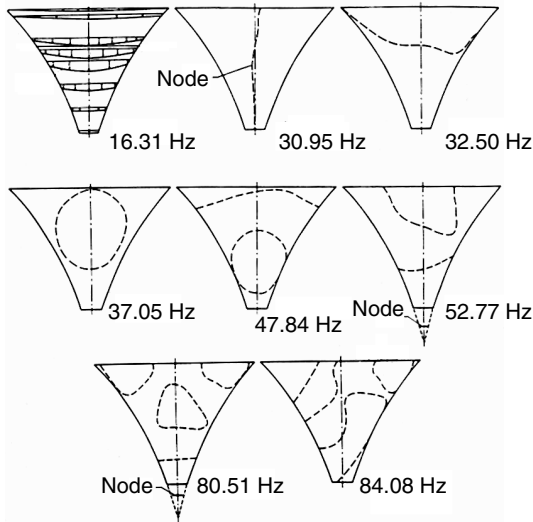 Node
16.31 Hz
30.95 Hz
32.50 Hz
37.05 Hz
47.84 Hz
Node
52.77 Hz
Node
80.51 Hz
84.08 Hz